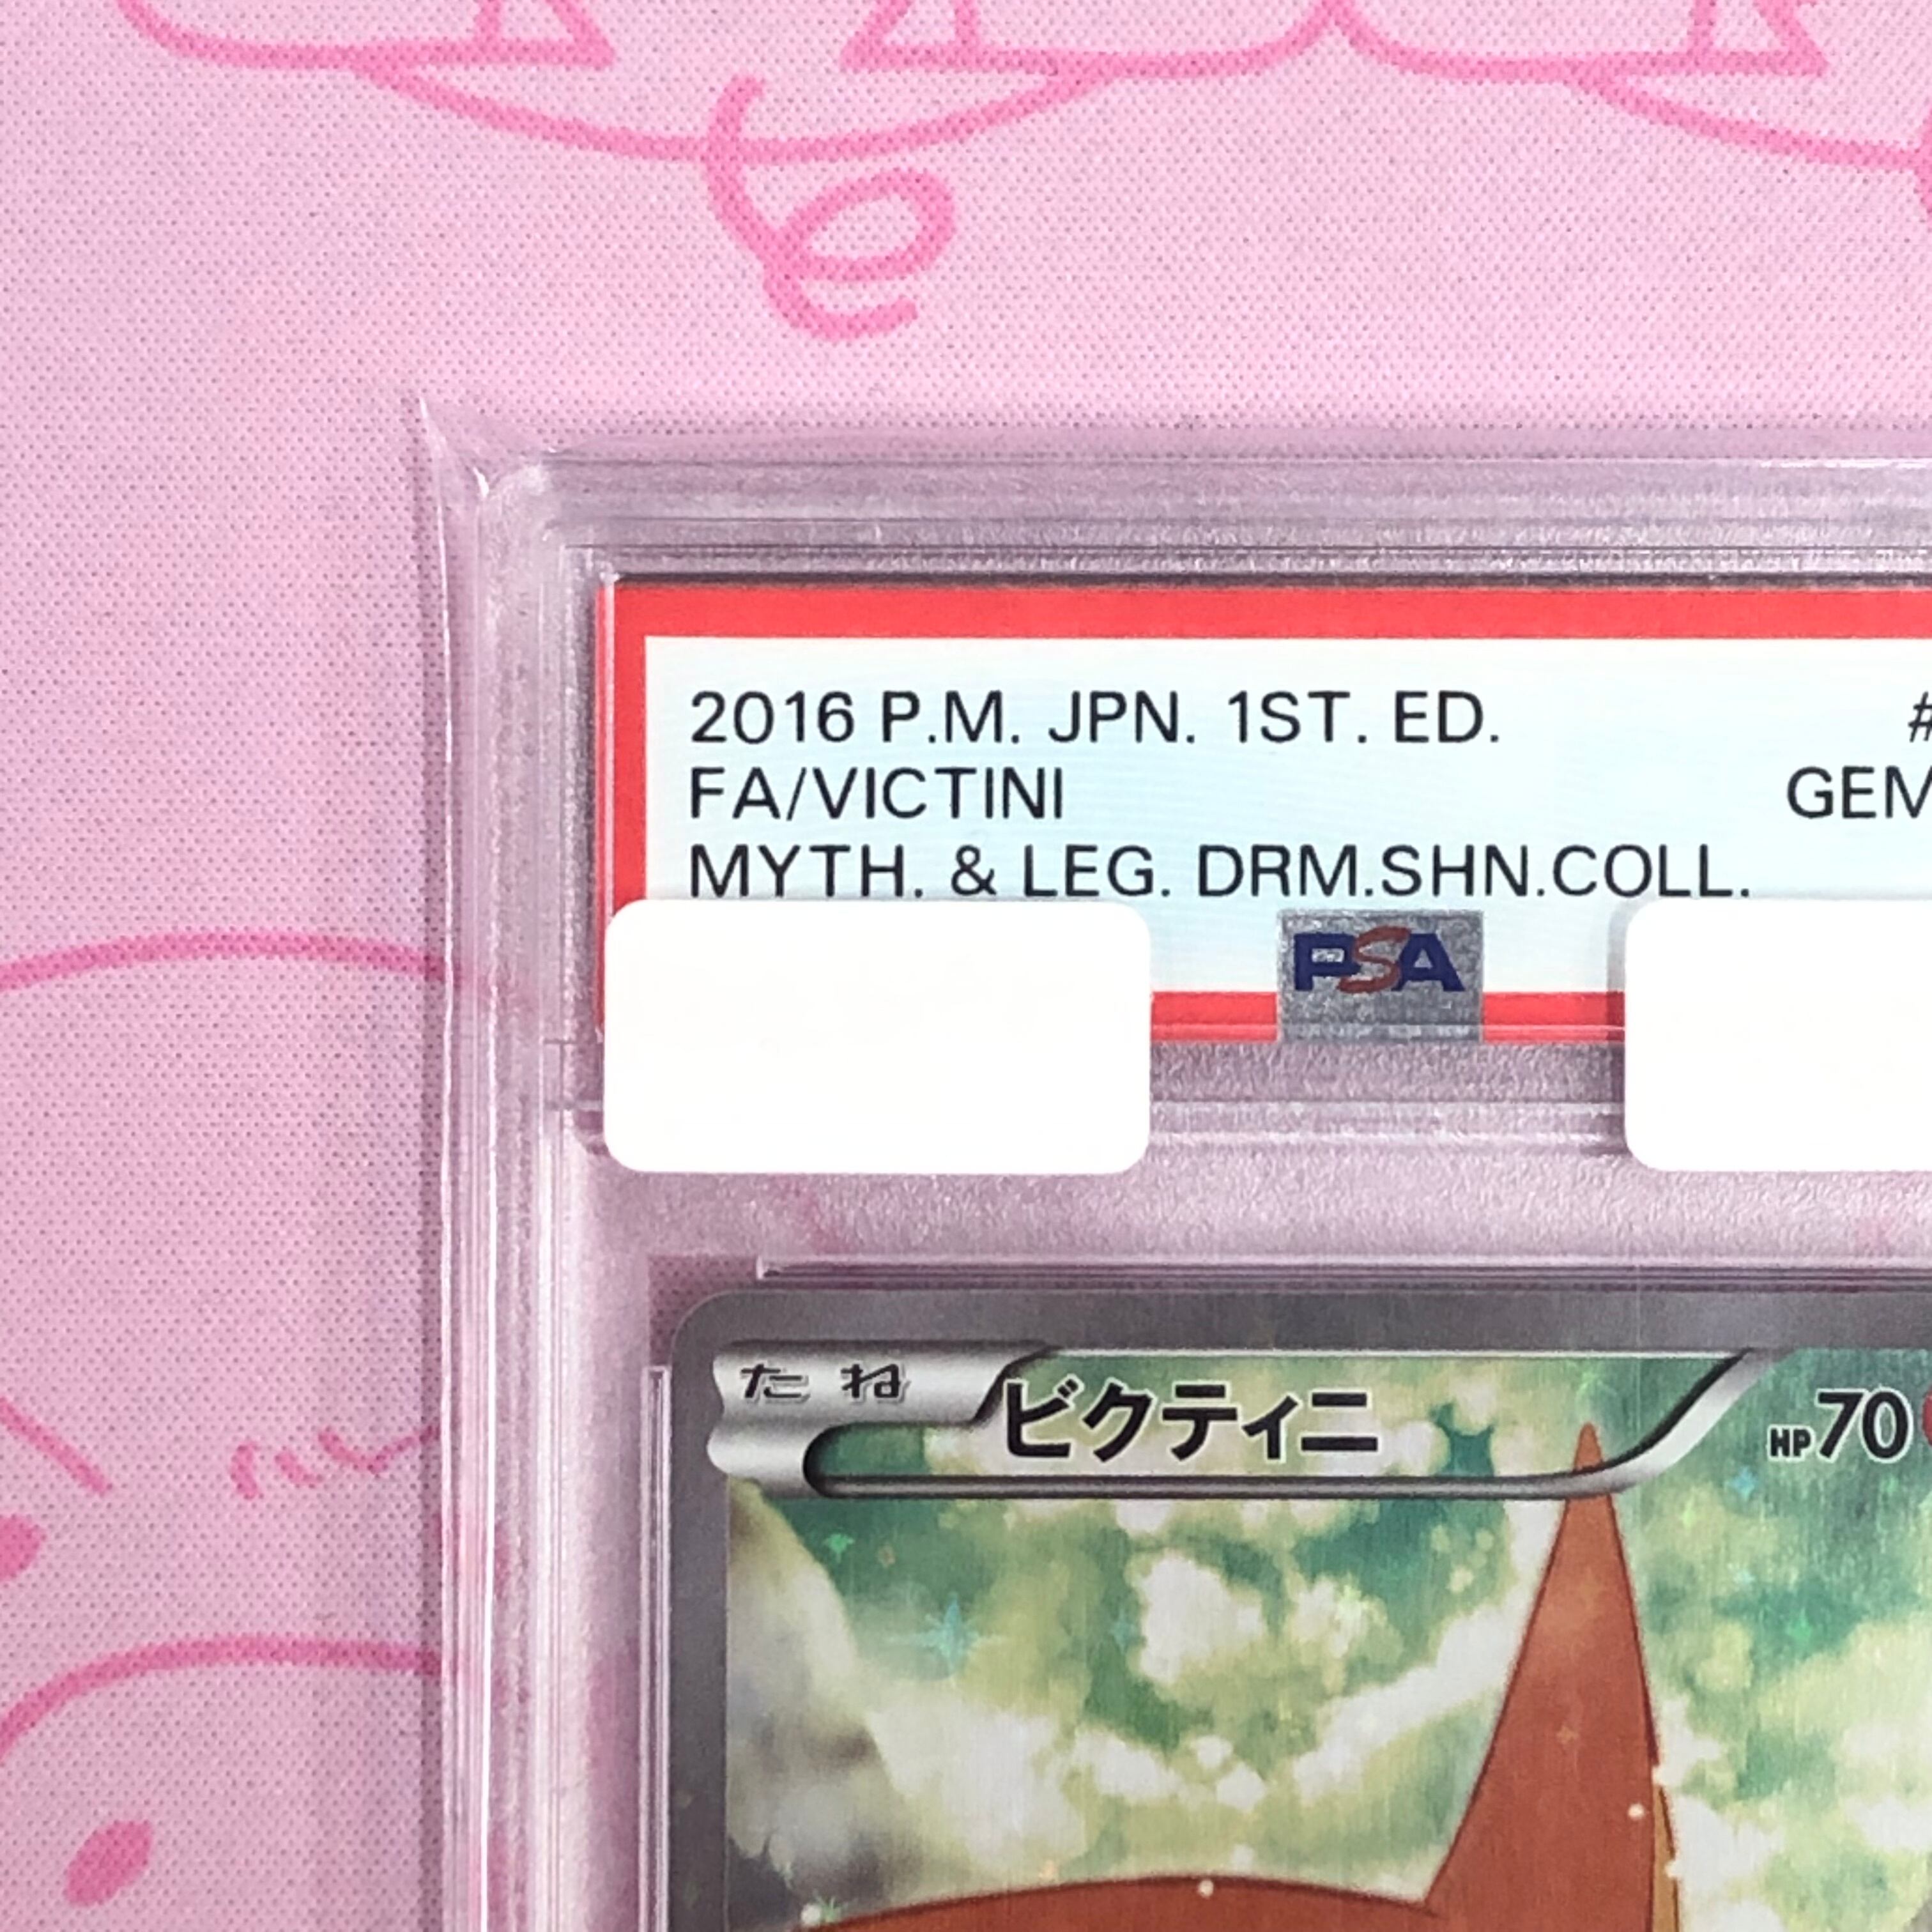 2016 P.M. JPN. 1ST. ED. #
FA/VICTINI GEM
MYTH. & LEG. DRM.SHN.COLL.
PSA
たね ビクティニ HP70